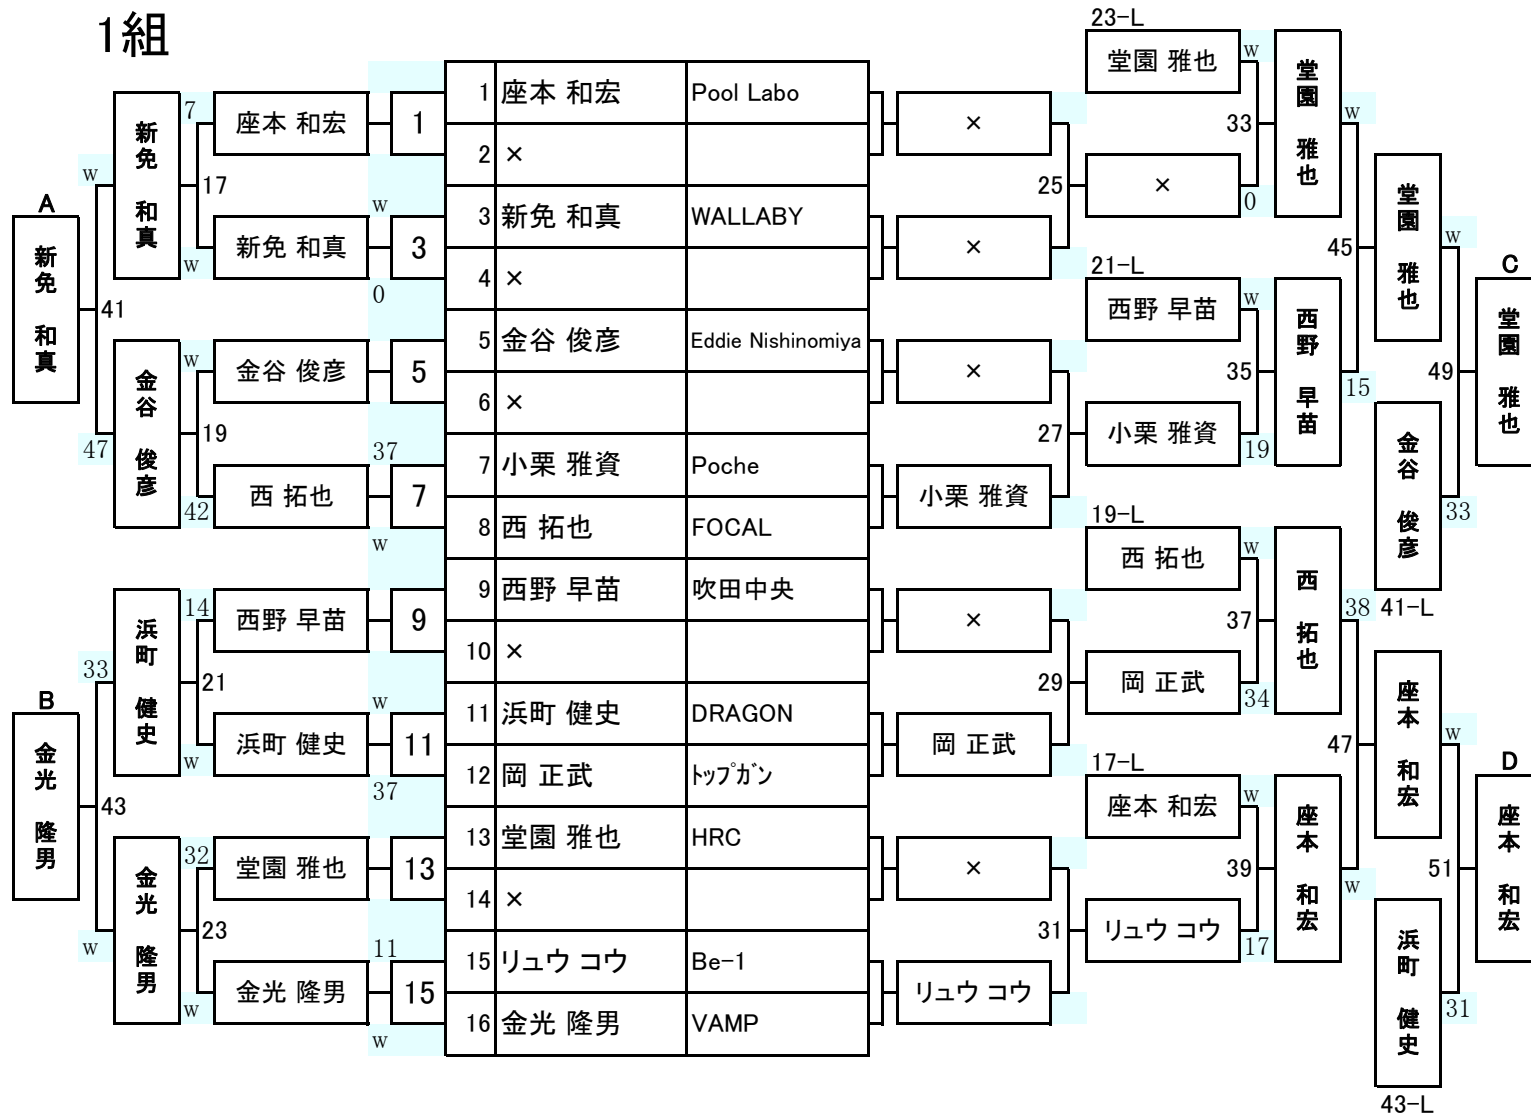 1組
A
新免 和真
w
47
41
新免 和真
7
w
17
座本 和宏
新免 和真
金谷 俊彦
w
42
19
金谷 俊彦
西 拓也
B
金光 隆男
33
w
43
浜町 健史
14
w
21
西野 早苗
浜町 健史
金光 隆男
32
w
23
堂園 雅也
金光 隆男
1
w
3
0
5
37
7
w
9
w
11
37
13
11
15
w
1 座本 和宏 Pool Labo
2 ×
3 新免 和真 WALLABY
4 ×
5 金谷 俊彦 Eddie Nishinomiya
6 ×
7 小栗 雅資 Poche
8 西 拓也 FOCAL
9 西野 早苗 吹田中央
10 ×
11 浜町 健史 DRAGON
12 岡 正武 ﾄｯﾌﾟｶﾞﾝ
13 堂園 雅也 HRC
14 ×
15 リュウ コウ Be-1
16 金光 隆男 VAMP
×
×
25
×
小栗 雅資
27
×
岡 正武
29
×
リュウ コウ
31
23-L
堂園 雅也
w
33
×
0
21-L
西野 早苗
w
35
小栗 雅資
19
19-L
西 拓也
w
37
岡 正武
34
17-L
座本 和宏
w
39
リュウ コウ
17
堂園 雅也
w
45
西野 早苗
15
西 拓也
38
47
座本 和宏
w
堂園 雅也
w
49
金谷 俊彦
33
41-L
座本 和宏
w
51
浜町 健史
31
43-L
C
堂園 雅也
D
座本 和宏